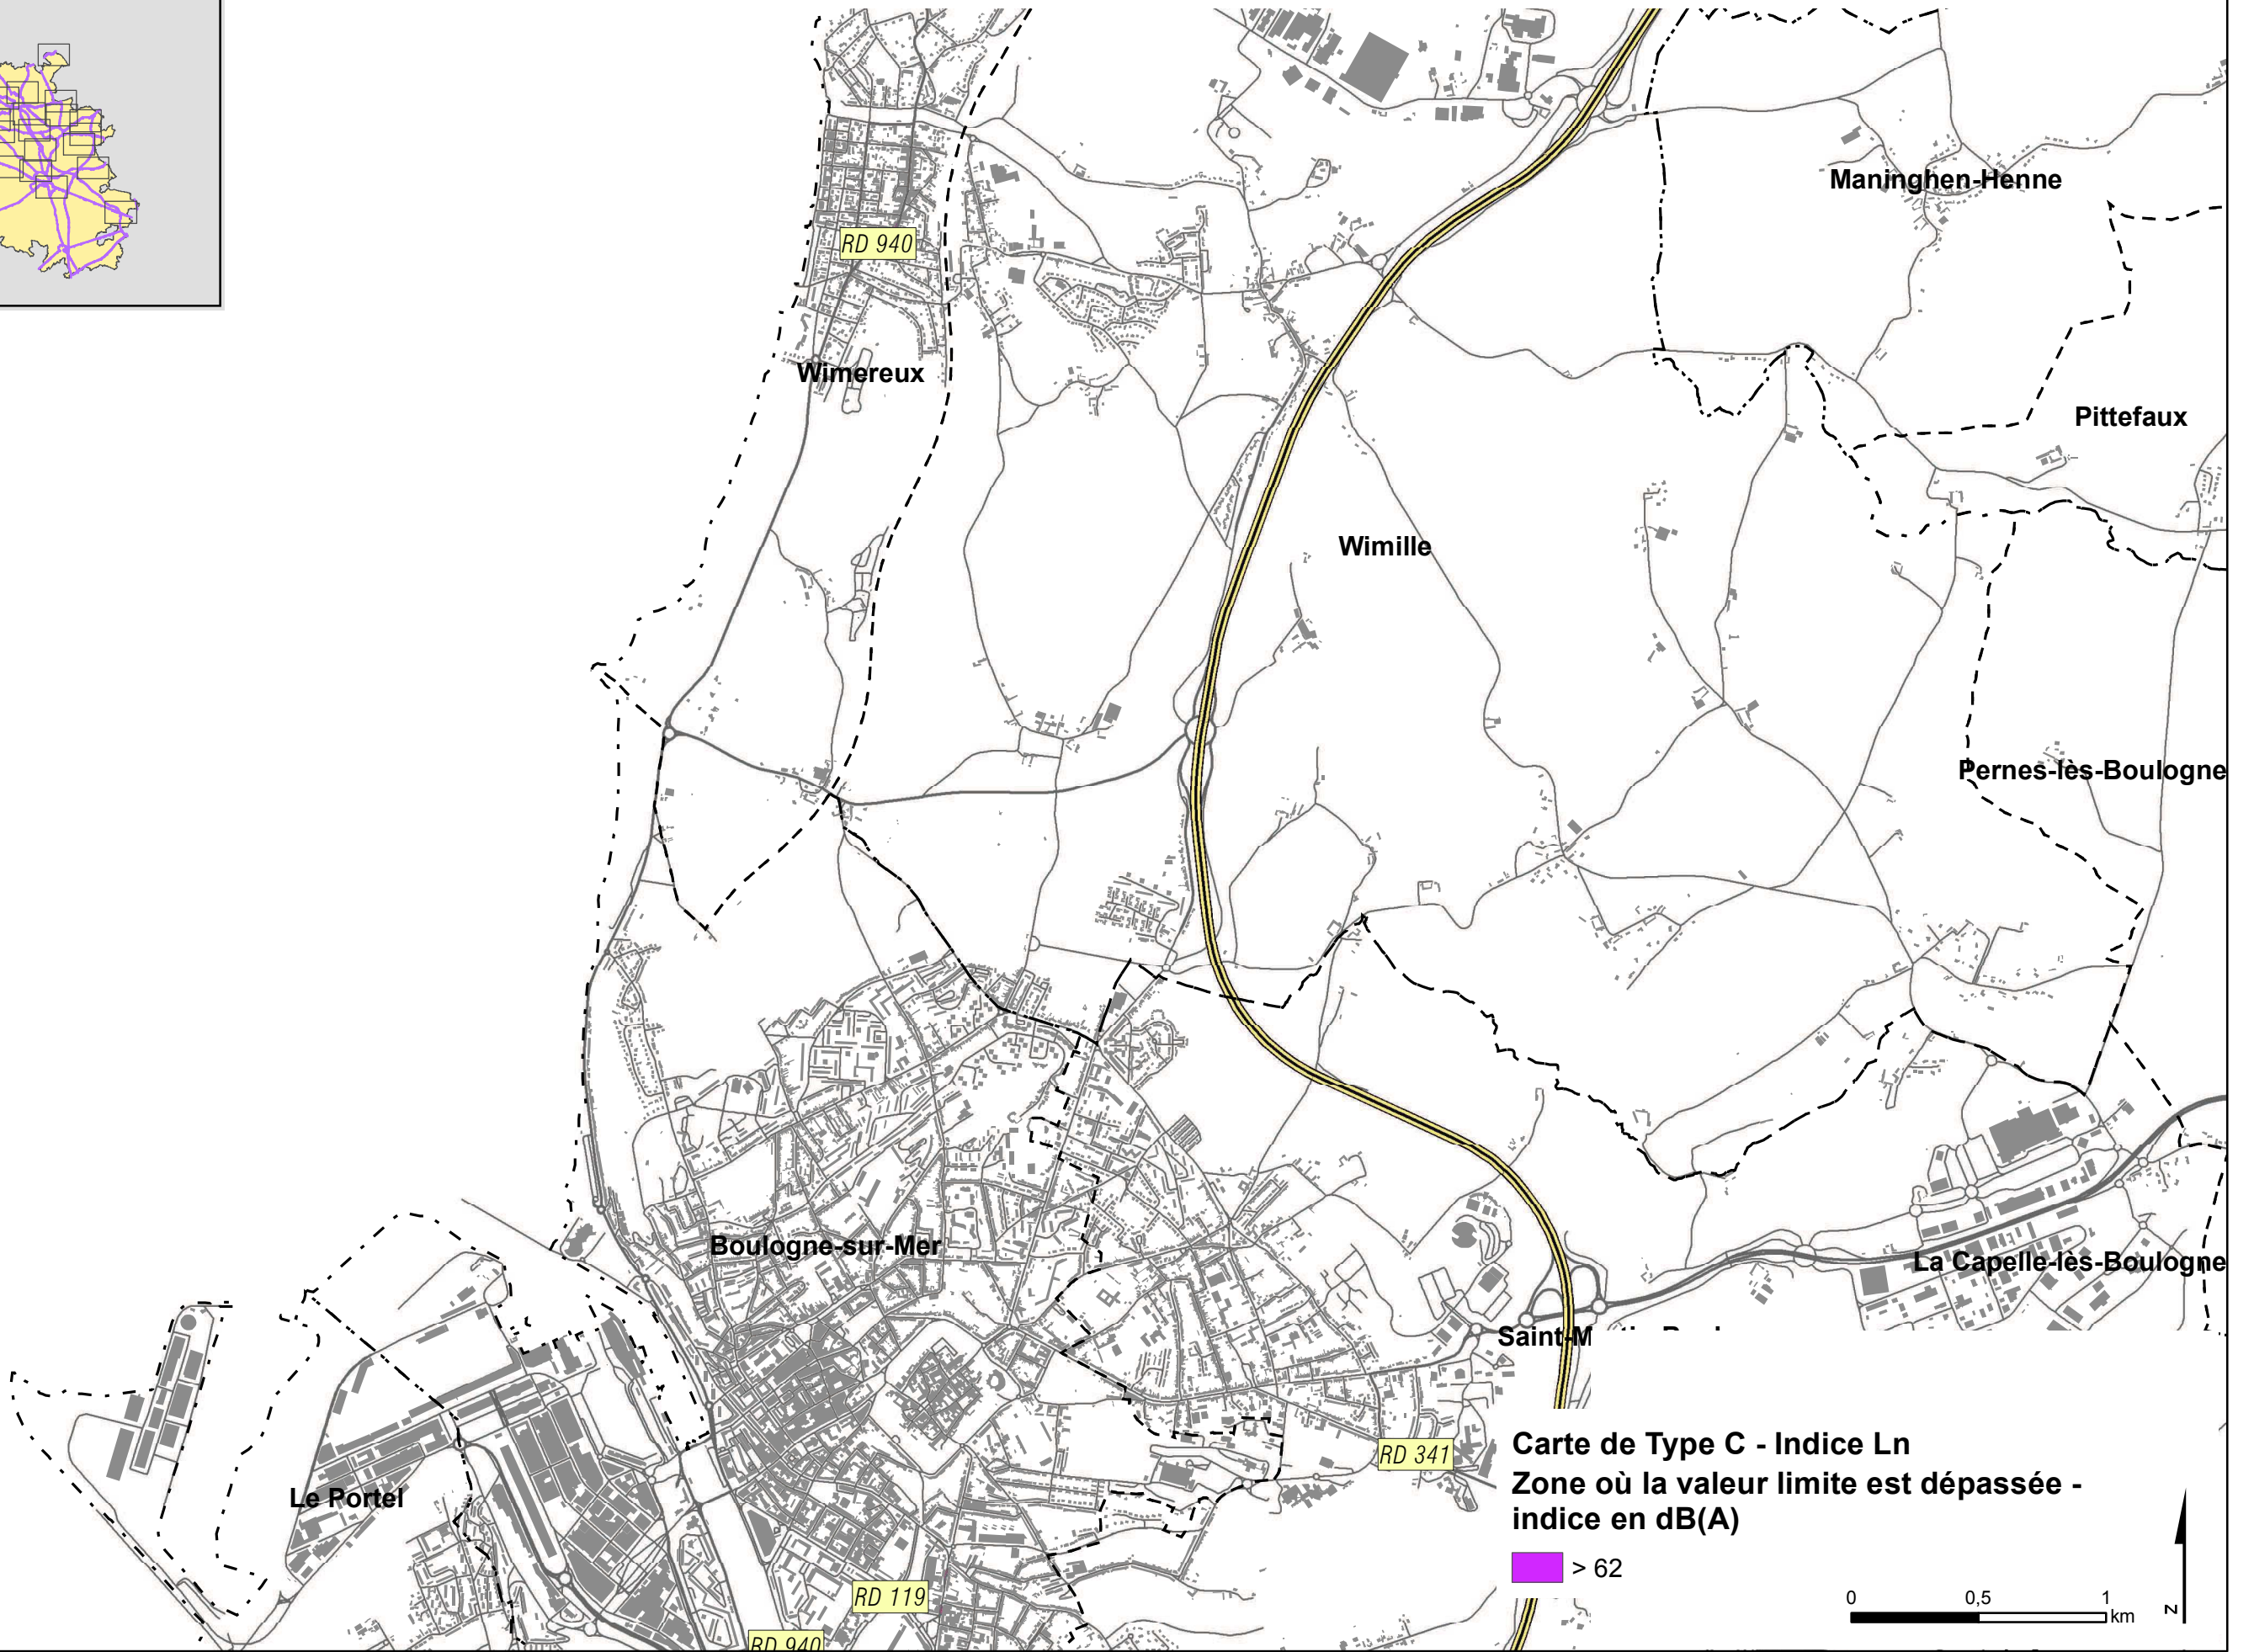 Maninghen-Henne
RD 940
Wimereux
Pittefaux
Wimille
Pernes-lès-Boulogne
Boulogne-sur-Mer
La Capelle-lès-Boulogne
Saint-M
Carte de Type C - Indice Ln
RD 341
Zone où la valeur limite est dépassée -
Le Portel
indice en dB(A)
> 62
RD 119
0 0,5 1
km
z
RD 940